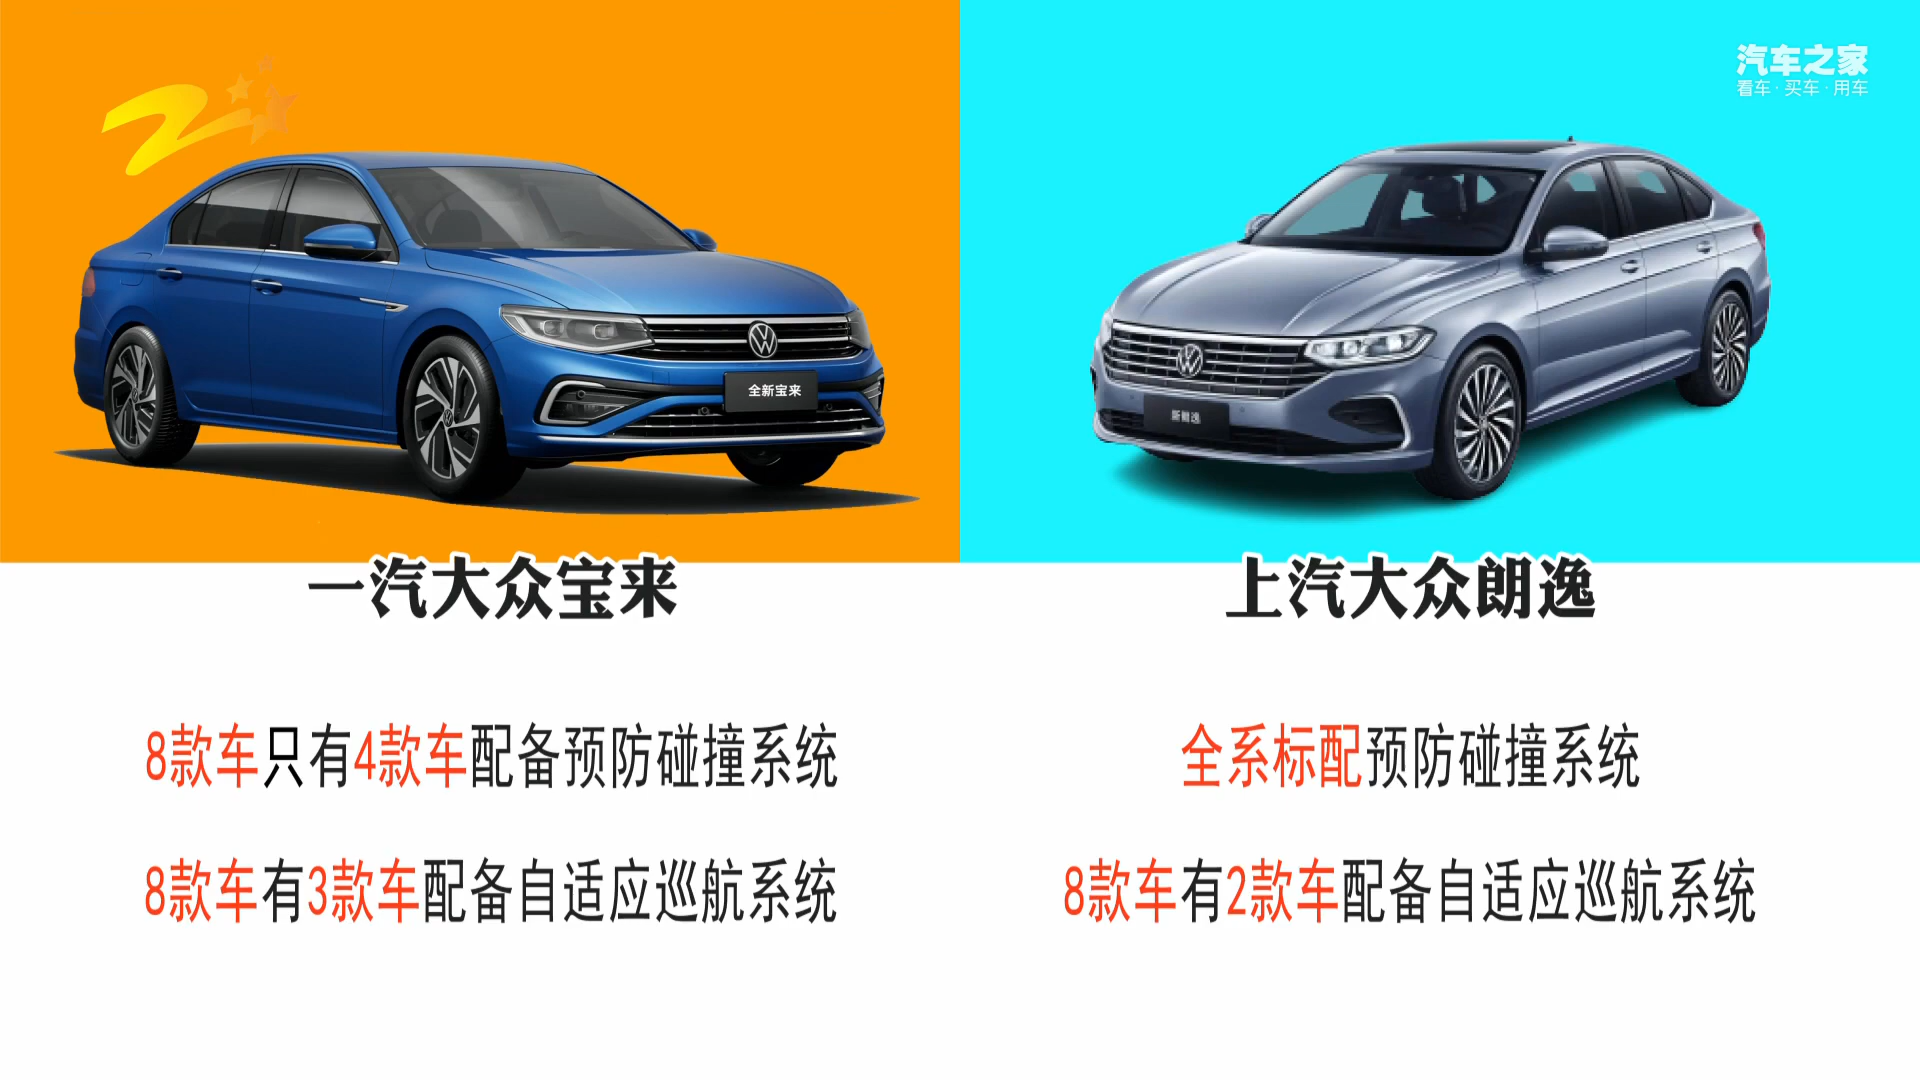 汽车之家
看车·买车·用车
全新宝来
新朗逸
一汽大众宝来
上汽大众朗逸
8款车只有4款车配备预防碰撞系统
全系标配预防碰撞系统
8款车有3款车配备自适应巡航系统
8款车有2款车配备自适应巡航系统